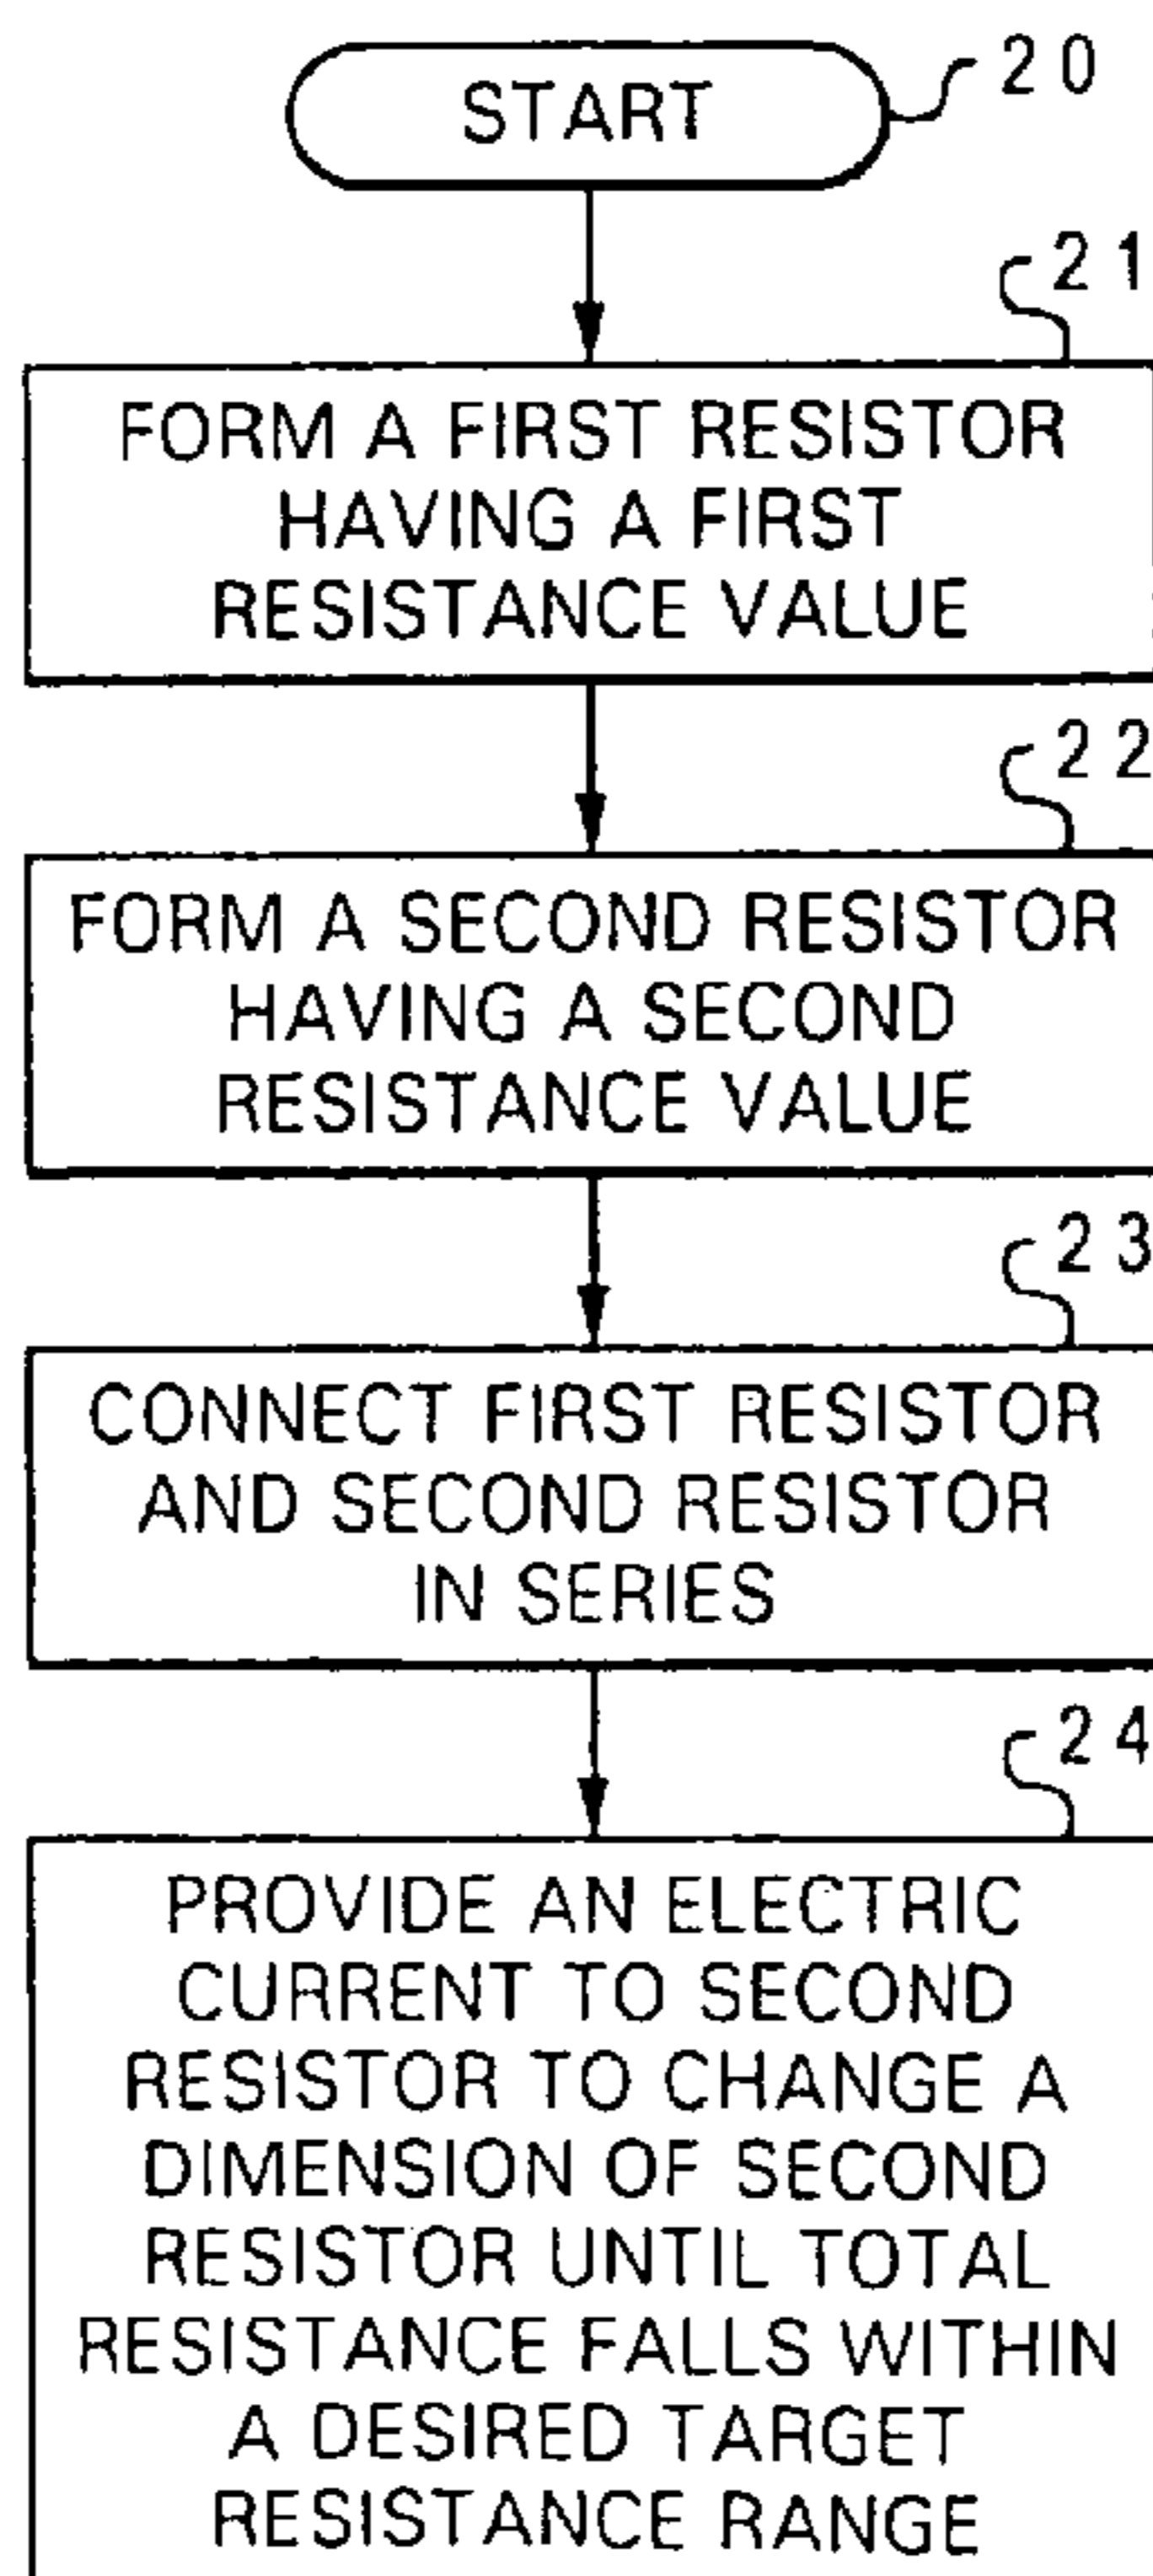 START
20
21
FORM A FIRST RESISTOR
HAVING A FIRST
RESISTANCE VALUE
22
FORM A SECOND RESISTOR
HAVING A SECOND
RESISTANCE VALUE
23
CONNECT FIRST RESISTOR
AND SECOND RESISTOR
IN SERIES
24
PROVIDE AN ELECTRIC
CURRENT TO SECOND
RESISTOR TO CHANGE A
DIMENSION OF SECOND
RESISTOR UNTIL TOTAL
RESISTANCE FALLS WITHIN
A DESIRED TARGET
RESISTANCE RANGE